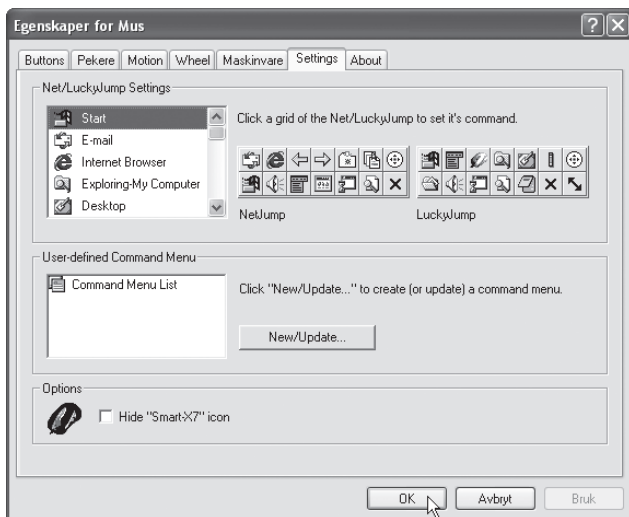 Egenskaper for Mus
Buttons Pekere Motion Wheel Maskinvare Settings About
Net/LuckyJump Settings
Start
E-mail
Internet Browser
Exploring-My Computer
Desktop
Click a grid of the Net/LuckyJump to set it's command.
NetJump
LuckyJump
User-defined Command Menu
Command Menu List
Click "New/Update..." to create (or update) a command menu.
New/Update...
Options
Hide "Smart-X7" icon
OK Avbryt Bruk